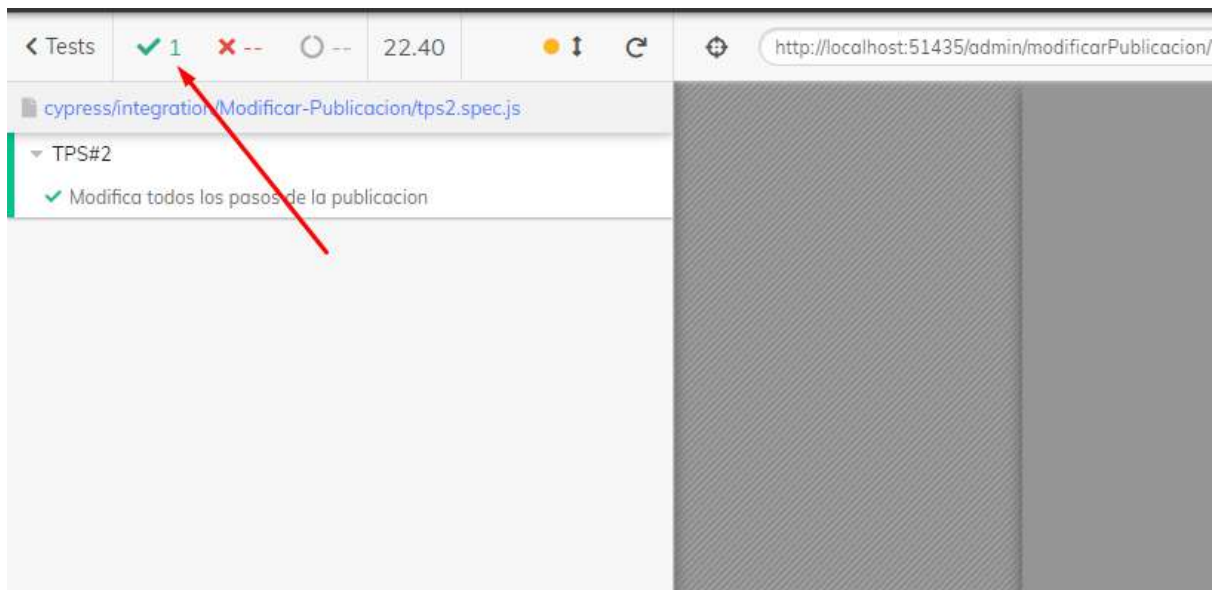 Tests 1 -- -- 22.40 http://localhost:51435/admin/modificarPublicacion/
cypress/integration/Modificar-Publicacion/tps2.spec.js
TPS#2
Modifica todos los pasos de la publicacion